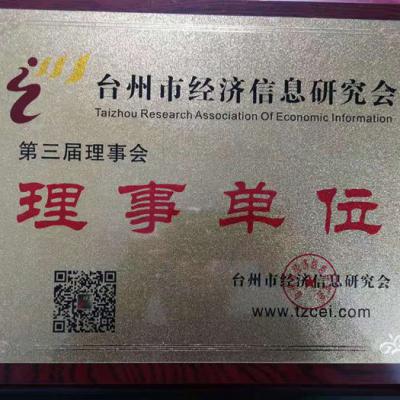 台州市经济信息研究会
Taizhou Research Association Of Economic Information
第三届理事会
理事单位
台州市经济信息研究会
www.tzcei.com